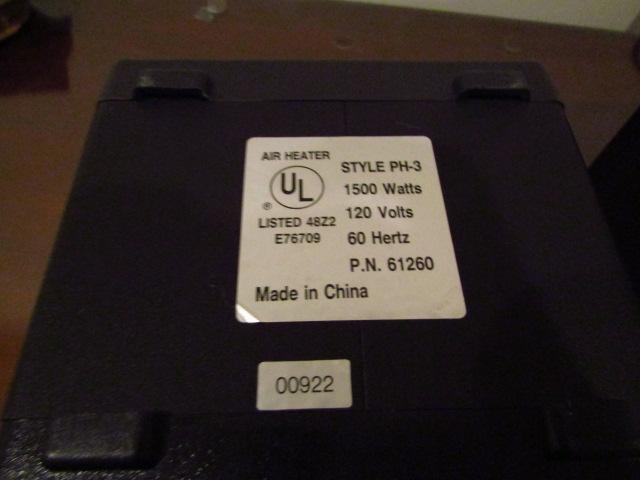 AIR HEATER
STYLE PH-3
UL
®
1500 Watts
LISTED 48Z2
120 Volts
E76709
60 Hertz
P.N. 61260
Made in China
00922